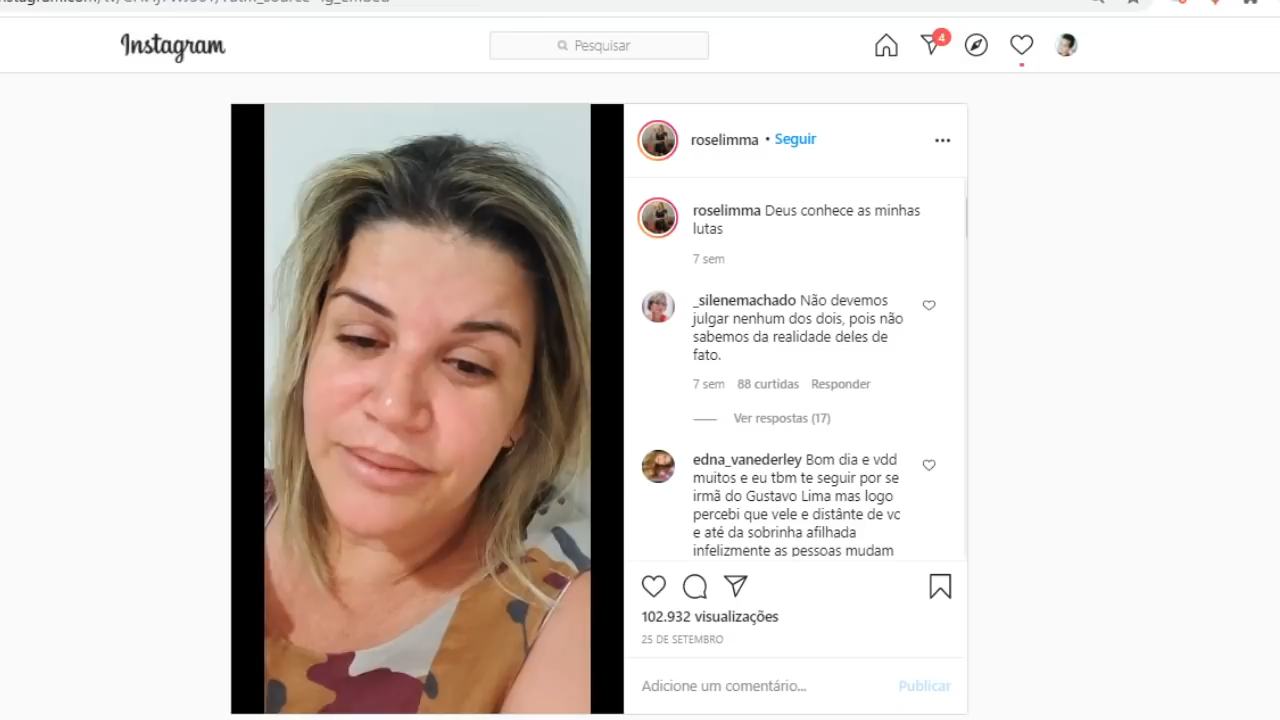 Instagram
Pesquisar
4
roselimma • Seguir
roselimma Deus conhece as minhas
lutas
7 sem
_silenemachado Não devemos
julgar nenhum dos dois, pois não
sabemos da realidade deles de
fato.
7 sem 88 curtidas Responder
Ver respostas (17)
edna_vanederley Bom dia e vdd
muitos e eu tbm te seguir por se
irmã do Gustavo Lima mas logo
percebi que vele e distânte de vc
e até da sobrinha afilhada
infelizmente as pessoas mudam
102.932 visualizações
25 DE SETEMBRO
Adicione um comentário... Publicar